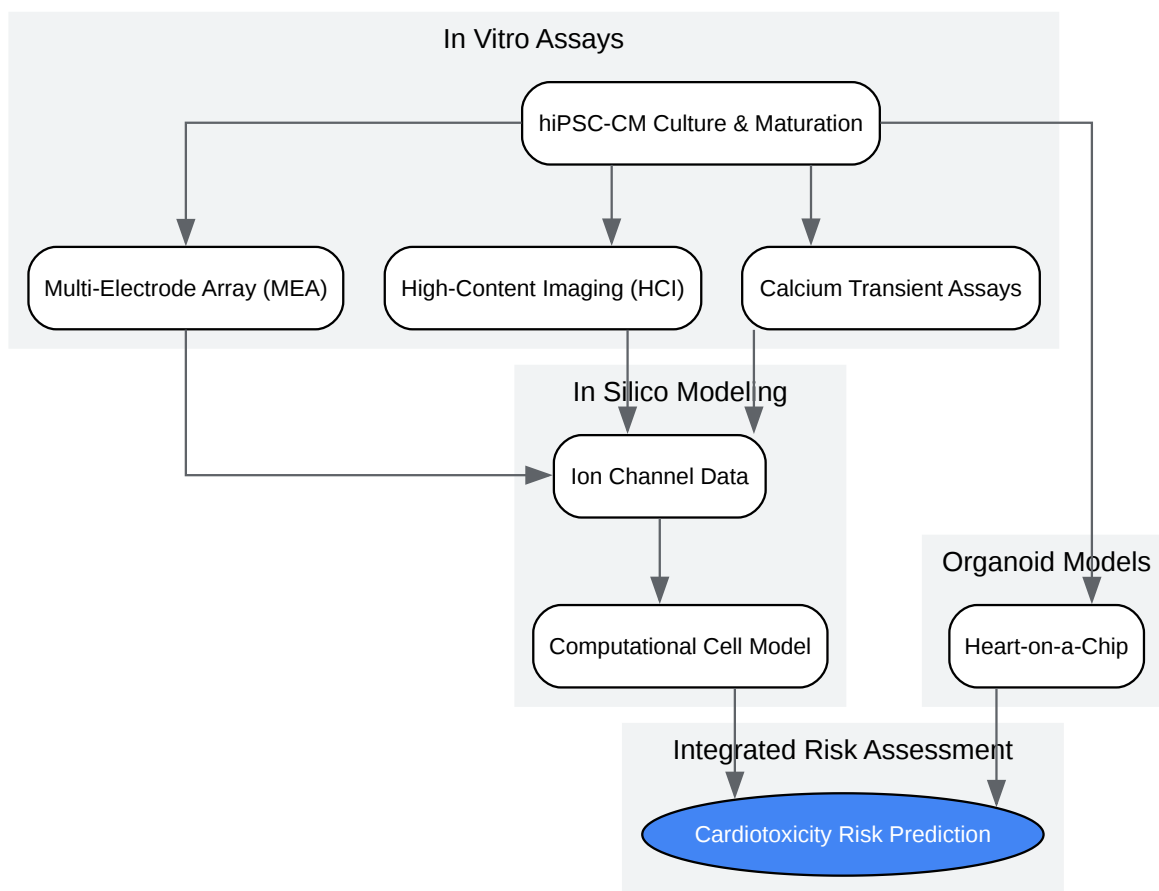 In Vitro Assays
hiPSC-CM Culture & Maturation
Multi-Electrode Array (MEA)
High-Content Imaging (HCI)
Calcium Transient Assays
In Silico Modeling
Ion Channel Data
Organoid Models
Computational Cell Model
Heart-on-a-Chip
Integrated Risk Assessment
Cardiotoxicity Risk Prediction